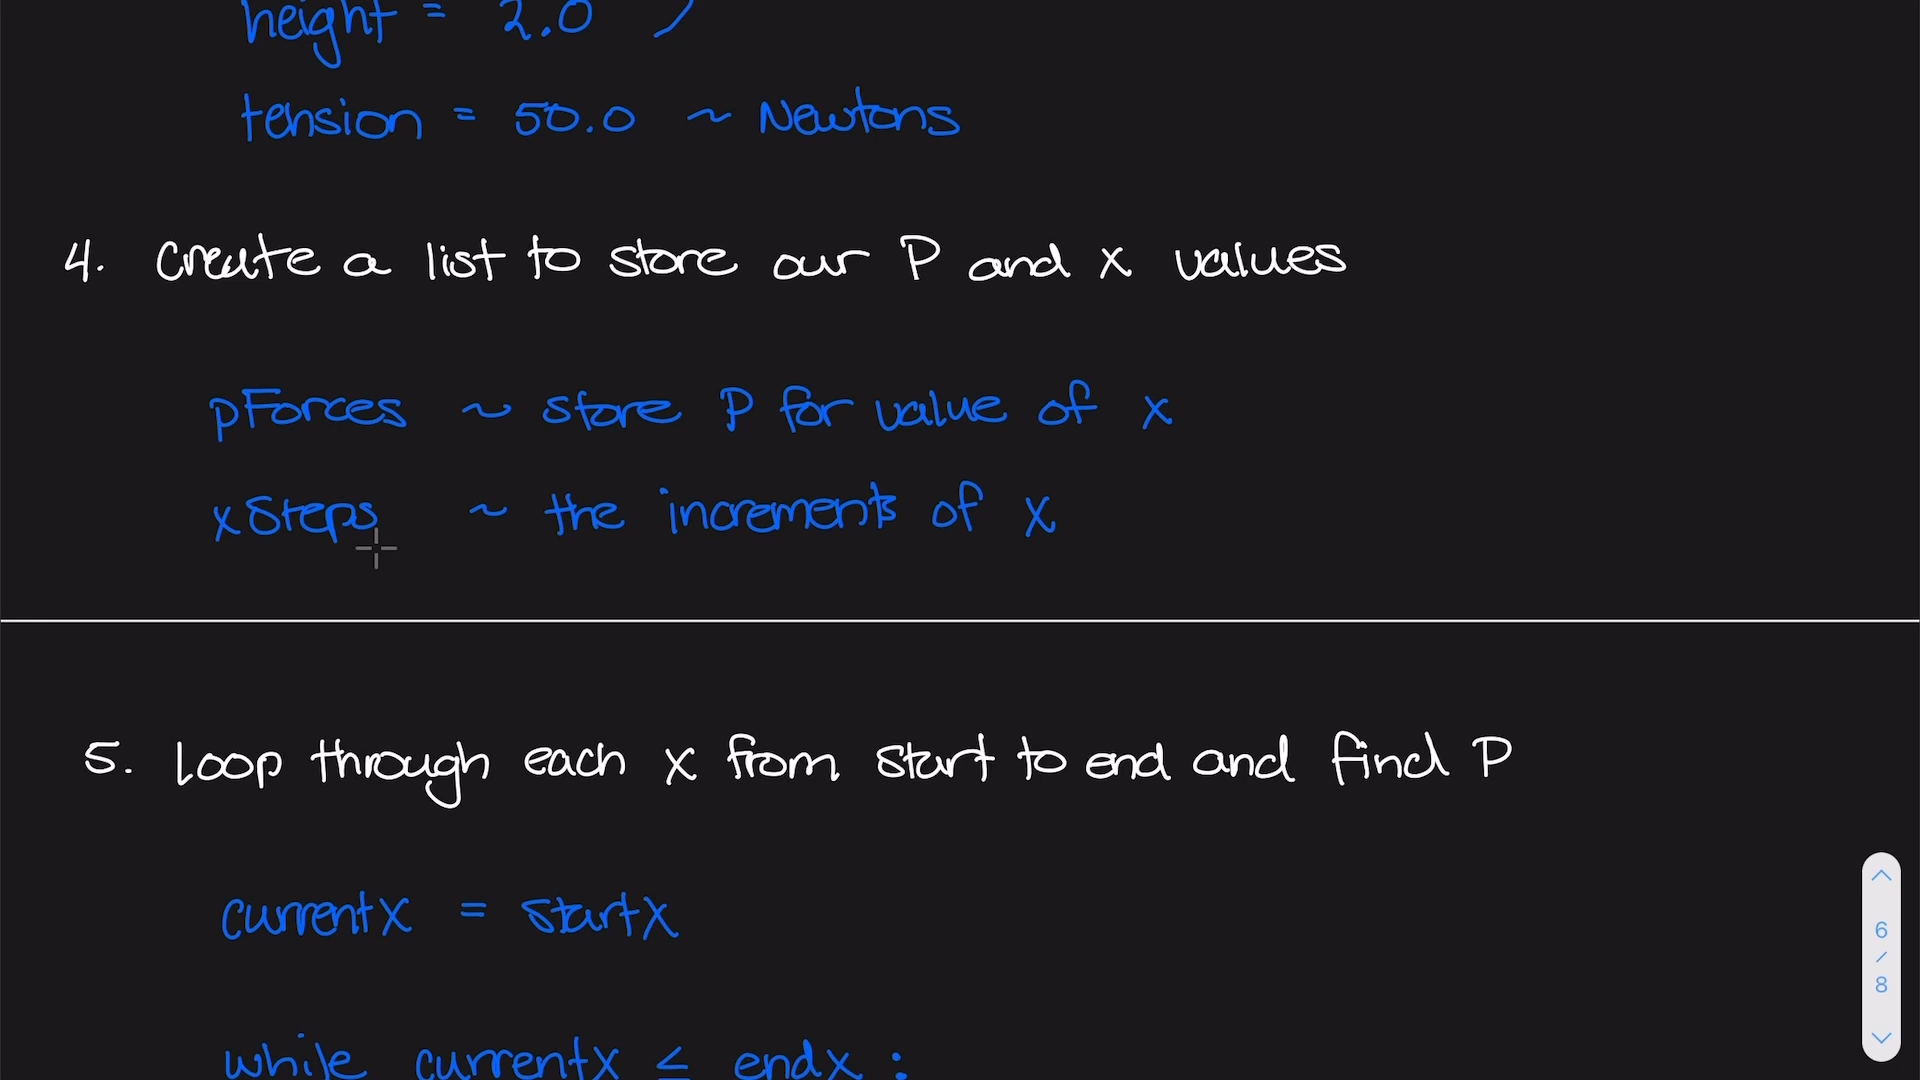 height = 2.0
tension = 50.0 ~ Newtons
4. create a list to store our P and x values
pForces ~ store P for value of x
xSteps ~ the increments of x
5. Loop through each x from start to end and find P
currentX = startX
while currentx ≤ endx :
6
/
8